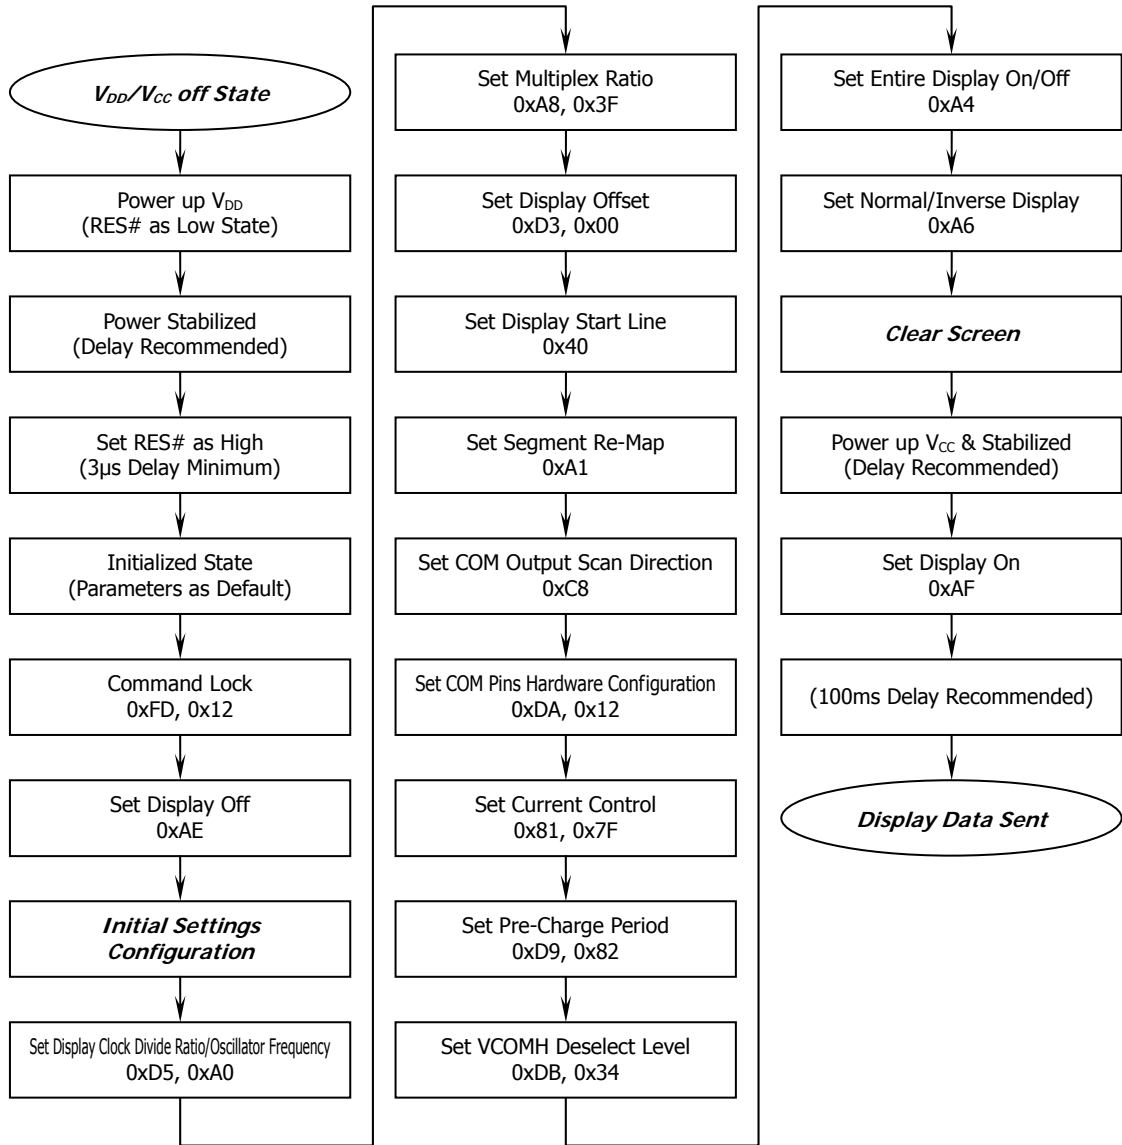 V_DD/V_CC off State
Power up V_DD
(RES# as Low State)
Power Stabilized
(Delay Recommended)
Set RES# as High
(3μs Delay Minimum)
Initialized State
(Parameters as Default)
Command Lock
0xFD, 0x12
Set Display Off
0xAE
Initial Settings
Configuration
Set Display Clock Divide Ratio/Oscillator Frequency
0xD5, 0xA0
Set Multiplex Ratio
0xA8, 0x3F
Set Display Offset
0xD3, 0x00
Set Display Start Line
0x40
Set Segment Re-Map
0xA1
Set COM Output Scan Direction
0xC8
Set COM Pins Hardware Configuration
0xDA, 0x12
Set Current Control
0x81, 0x7F
Set Pre-Charge Period
0xD9, 0x82
Set VCOMH Deselect Level
0xDB, 0x34
Set Entire Display On/Off
0xA4
Set Normal/Inverse Display
0xA6
Clear Screen
Power up V_CC & Stabilized
(Delay Recommended)
Set Display On
0xAF
(100ms Delay Recommended)
Display Data Sent